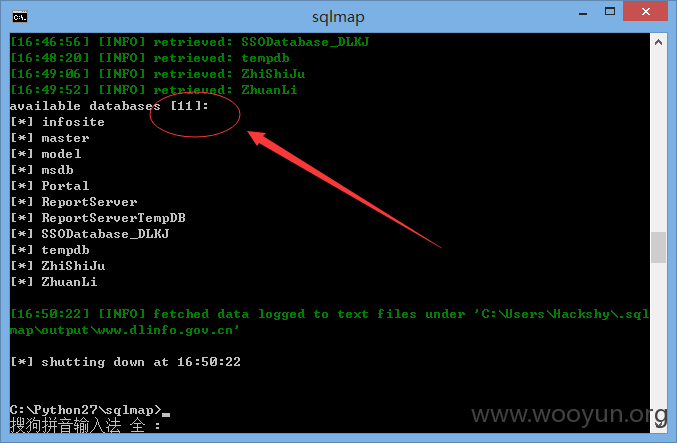 sqlmap
[16:46:56] [INFO] retrieved: SSODatabase_DLKJ
[16:48:20] [INFO] retrieved: tempdb
[16:49:06] [INFO] retrieved: ZhiShiJu
[16:49:52] [INFO] retrieved: ZhuanLi
available databases [11]:
[*] infosite
[*] master
[*] model
[*] msdb
[*] Portal
[*] ReportServer
[*] ReportServerTempDB
[*] SSODatabase_DLKJ
[*] tempdb
[*] ZhiShiJu
[*] ZhuanLi
[16:50:22] [INFO] fetched data logged to text files under 'C:\Users\Hackshy\.sql
map\output\www.dlinfo.gov.cn'
[*] shutting down at 16:50:22
C:\Python27\sqlmap>_
搜狗拼音输入法 全 :
www.wooyun.org